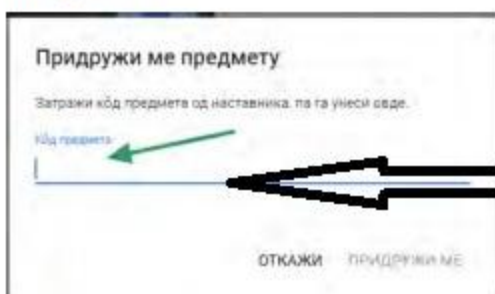 Придружи ме предмету
Затражи кôд предмета од наставника, па га унеси овде.
Кôд предмета
ОТКАЖИ ПРИДРУЖИ МЕ